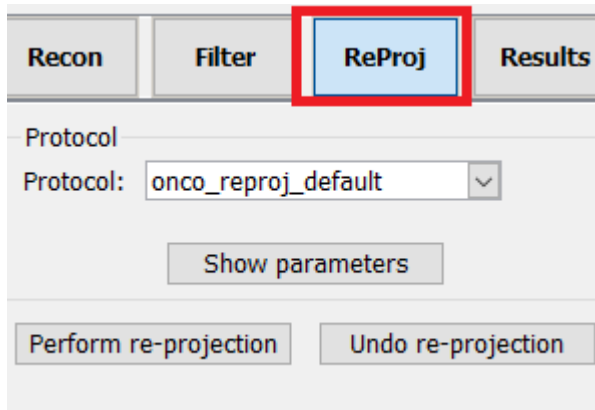 Recon Filter ReProj Results
Protocol
Protocol: onco_reproj_default
Show parameters
Perform re-projection Undo re-projection